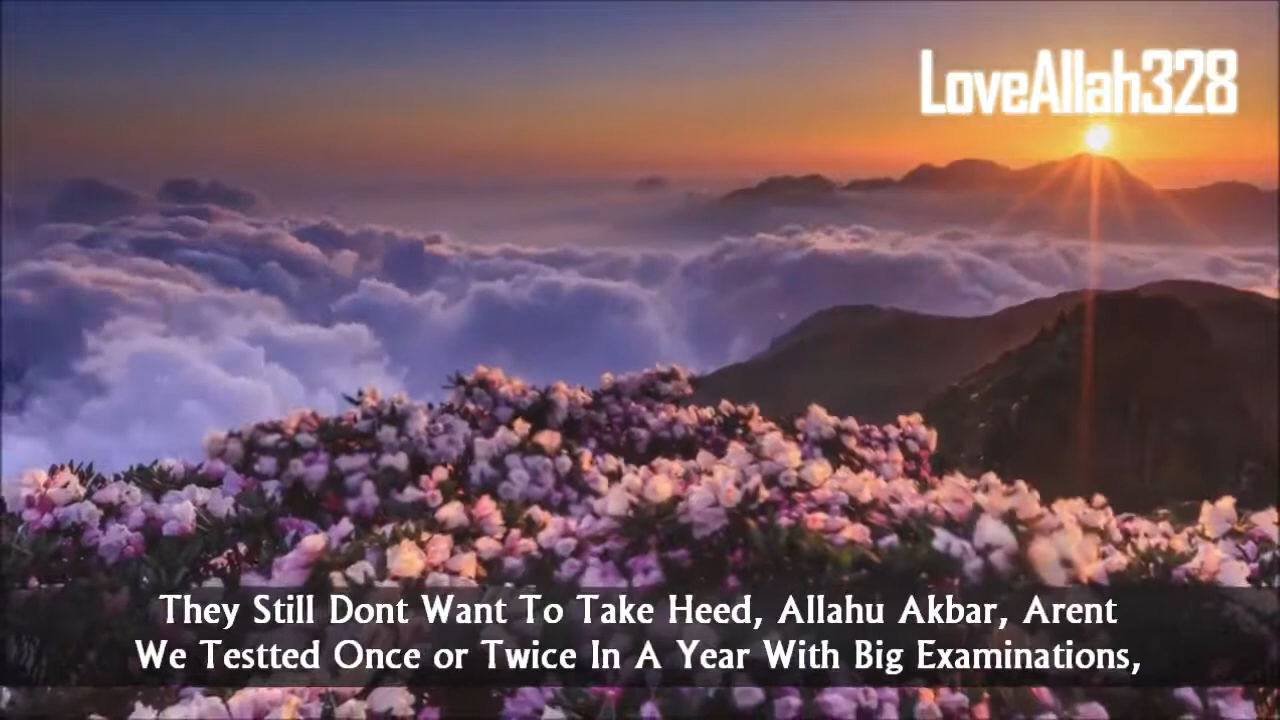 LoveAllah328
They Still Dont Want To Take Heed, Allahu Akbar, Arent
We Testted Once or Twice In A Year With Big Examinations,